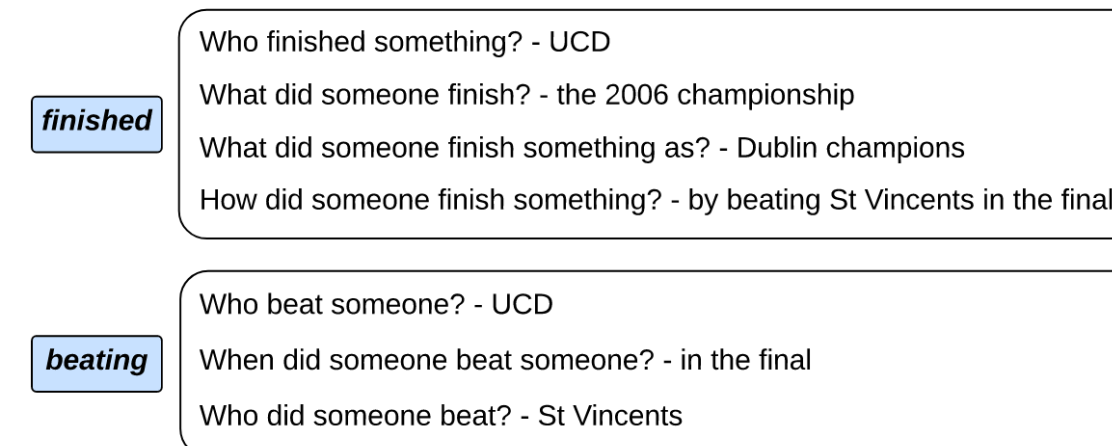 finished
Who finished something? - UCD
What did someone finish? - the 2006 championship
What did someone finish something as? - Dublin champions
How did someone finish something? - by beating St Vincents in the final
beating
Who beat someone? - UCD
When did someone beat someone? - in the final
Who did someone beat? - St Vincents